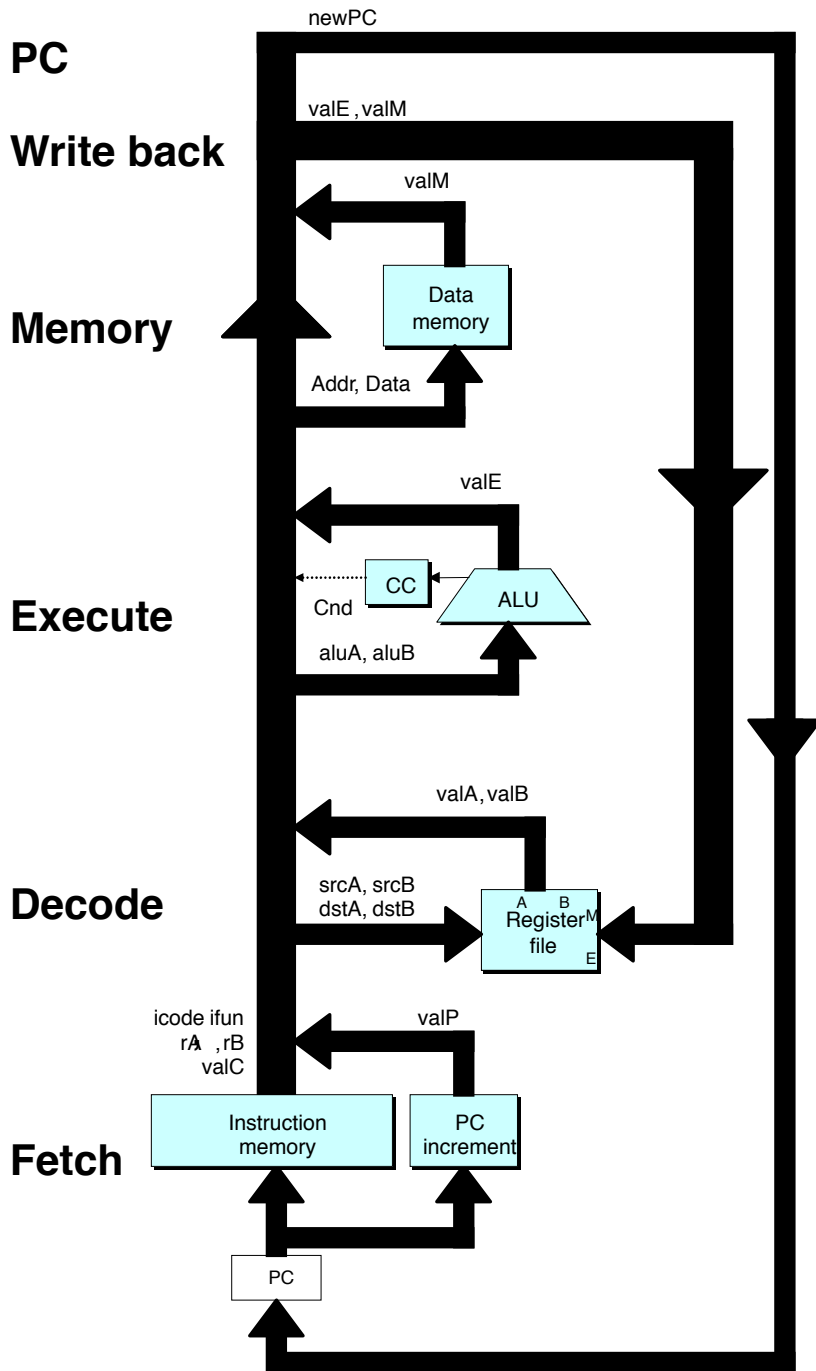 newPC
PC
valE , valM
Write back
valM
Data
memory
Memory
Addr, Data
valE
CC
ALU
Cnd
Execute
aluA, aluB
valA, valB
srcA, srcB
dstA, dstB
Decode
A B
Register M
file
E
icode ifun
rA , rB
valC
valP
Instruction
memory
PC
increment
Fetch
PC